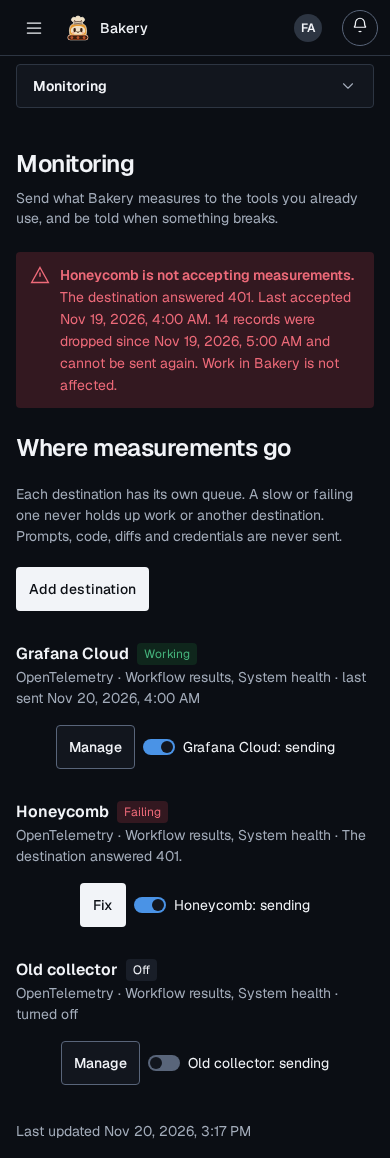 Bakery
FA
Monitoring
Monitoring
Send what Bakery measures to the tools you already
use, and be told when something breaks.
Honeycomb is not accepting measurements.
The destination answered 401. Last accepted
Nov 19, 2026, 4:00 AM. 14 records were
dropped since Nov 19, 2026, 5:00 AM and
cannot be sent again. Work in Bakery is not
affected.
Where measurements go
Each destination has its own queue. A slow or failing
one never holds up work or another destination.
Prompts, code, diffs and credentials are never sent.
Add destination
Grafana Cloud Working
OpenTelemetry · Workflow results, System health · last
sent Nov 20, 2026, 4:00 AM
Manage Grafana Cloud: sending
Honeycomb Failing
OpenTelemetry · Workflow results, System health · The
destination answered 401.
Fix Honeycomb: sending
Old collector Off
OpenTelemetry · Workflow results, System health ·
turned off
Manage Old collector: sending
Last updated Nov 20, 2026, 3:17 PM